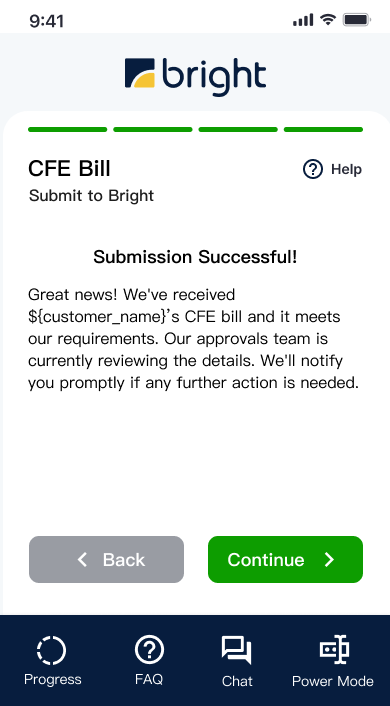 9:41
bright
CFE Bill
Help
Submit to Bright
Submission Successful!
Great news! We've received
${customer_name}'s CFE bill and it meets
our requirements. Our approvals team is
currently reviewing the details. We'll notify
you promptly if any further action is needed.
Back
Continue
Progress
FAQ
Chat
Power Mode